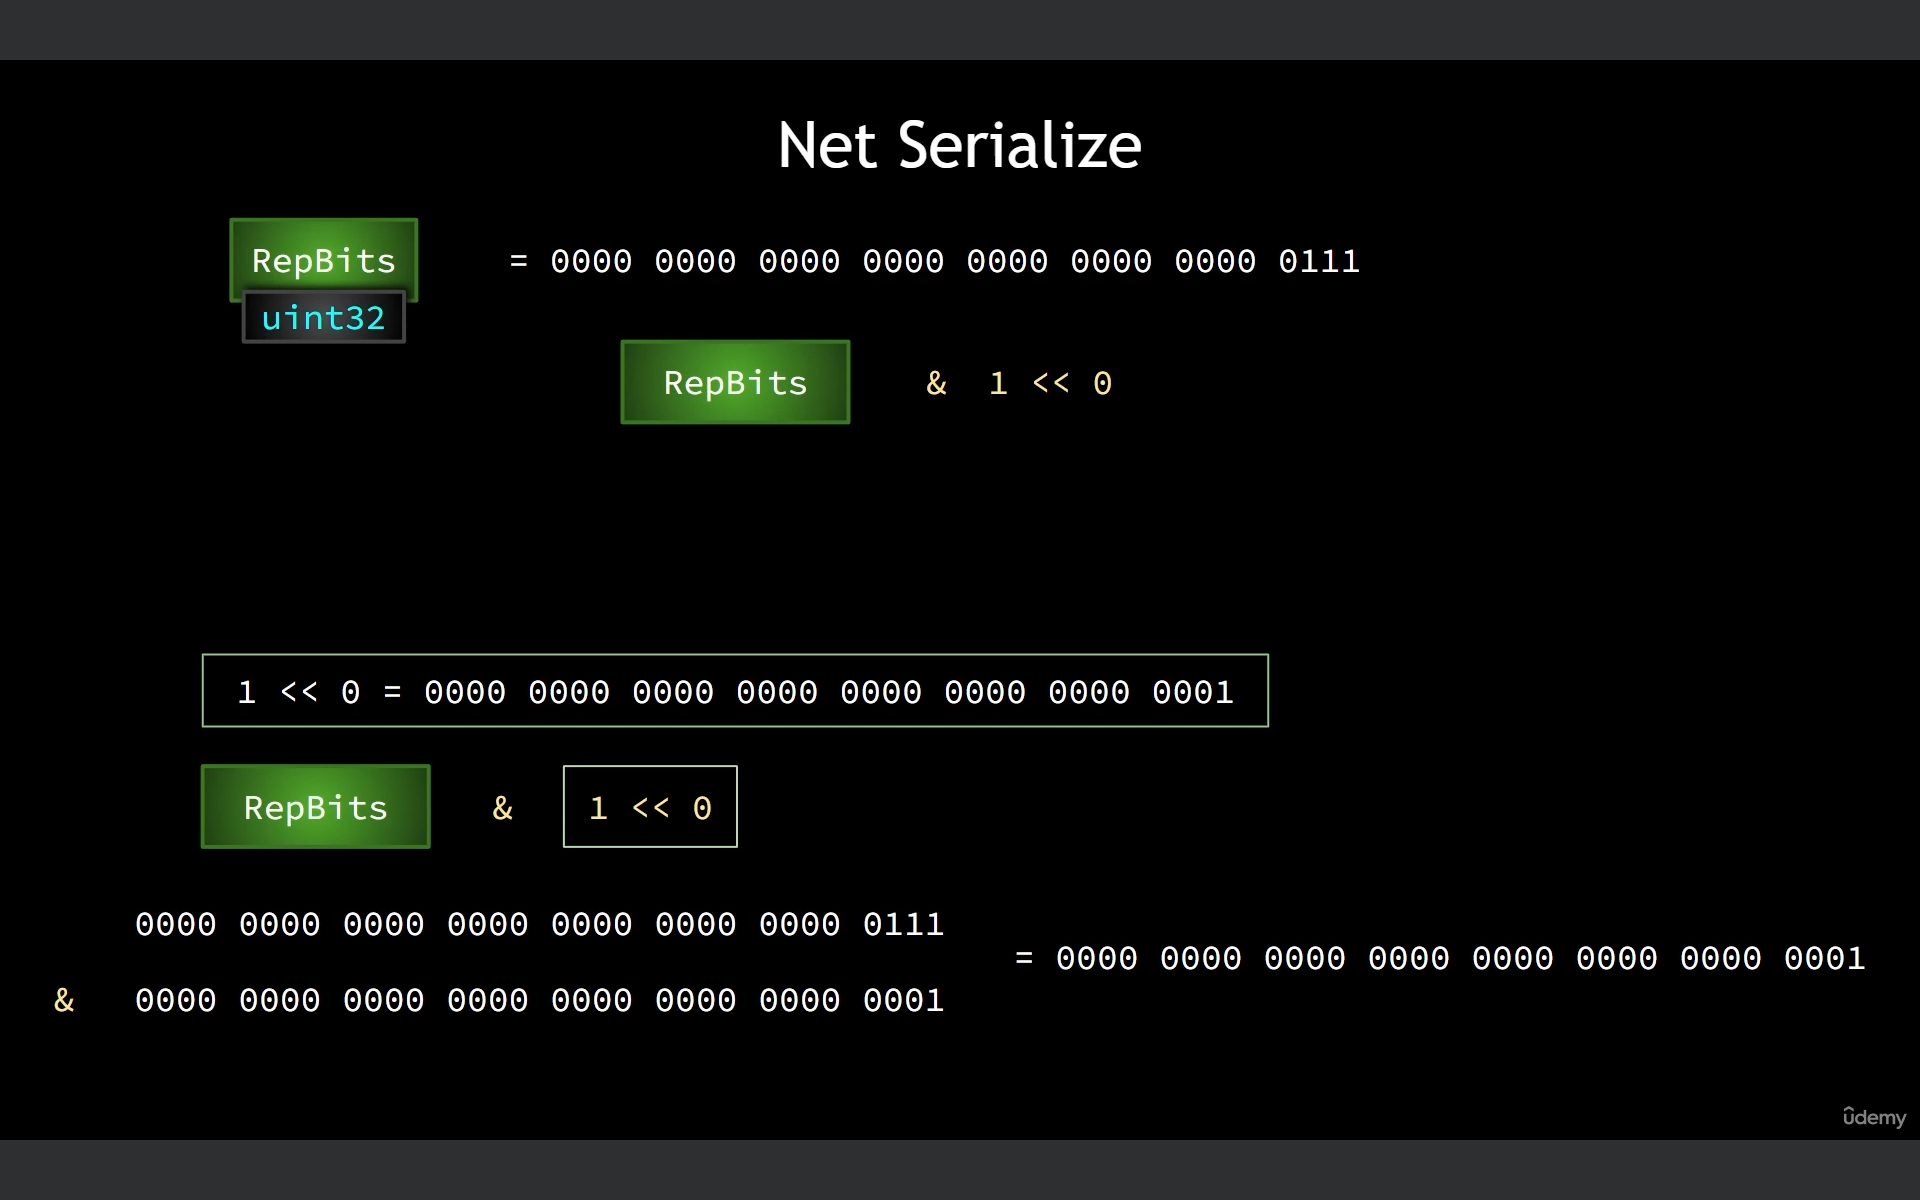 Net Serialize
RepBits = 0000 0000 0000 0000 0000 0000 0000 0111
uint32
RepBits & 1 << 0
1 << 0 = 0000 0000 0000 0000 0000 0000 0000 0001
RepBits & 1 << 0
0000 0000 0000 0000 0000 0000 0000 0111
= 0000 0000 0000 0000 0000 0000 0000 0001
& 0000 0000 0000 0000 0000 0000 0000 0001
ûdemy